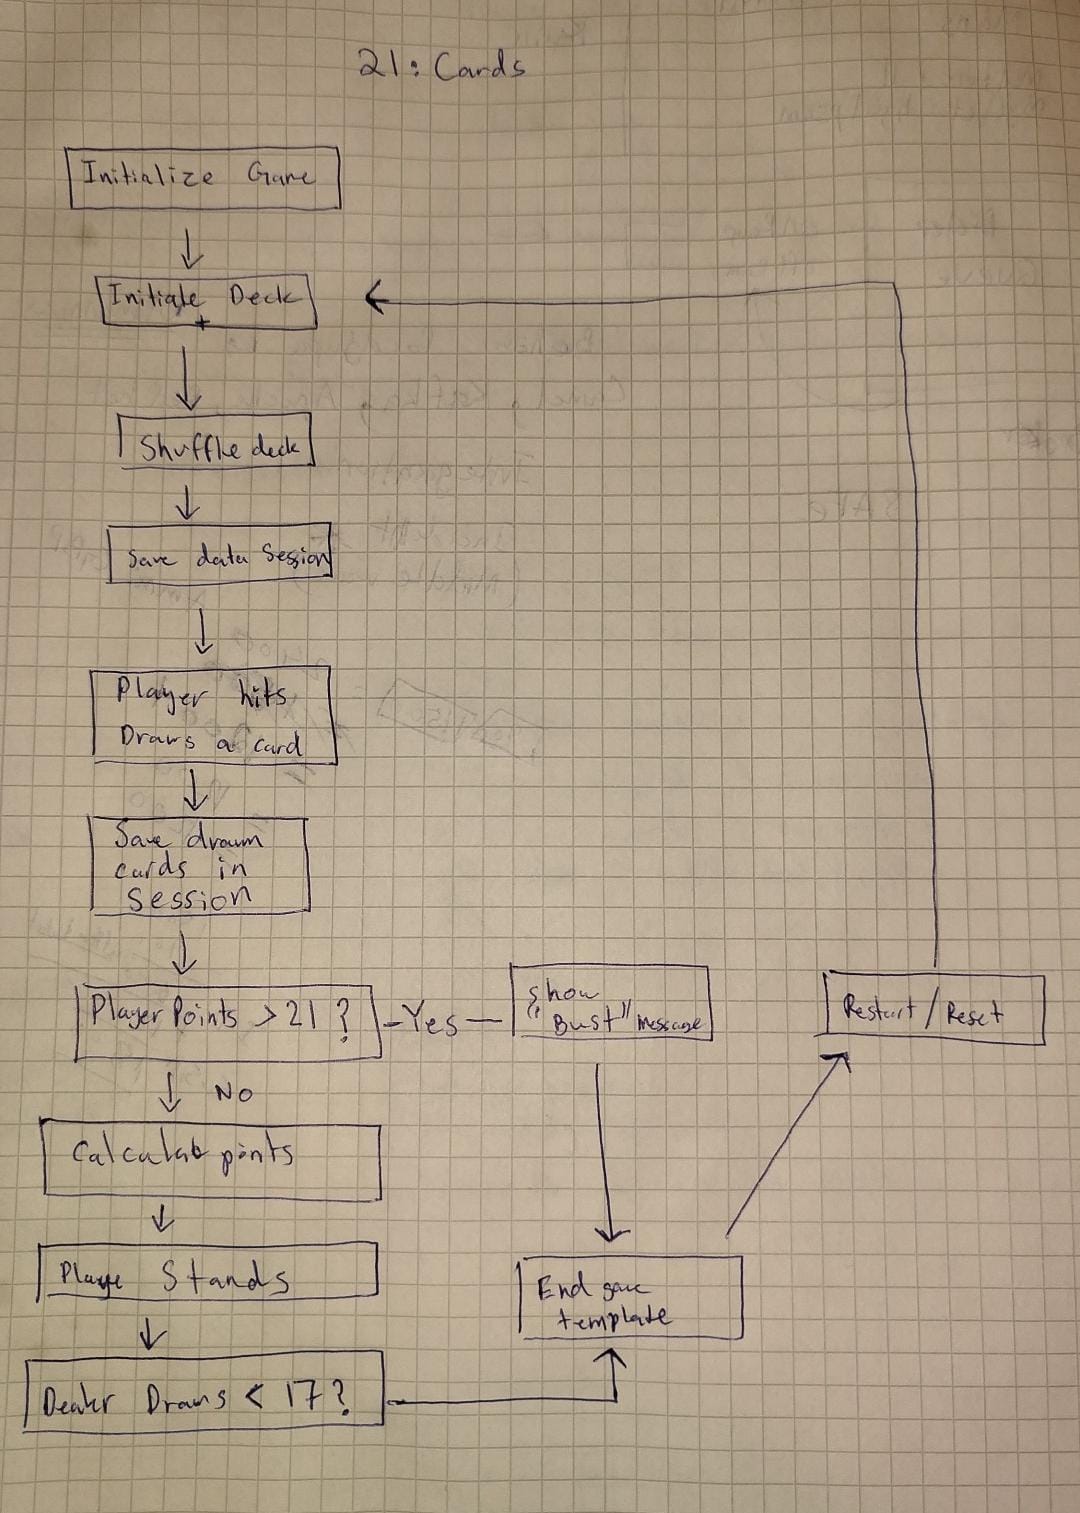 21: Cards
Initialize Game
Initiate Deck
Shuffle deck
Save data Session
Player hits
Draws a card
Save drawn
cards in
Session
Player Points > 21 ?
Yes
Show
"Bust" message
Restart / Reset
NO
Calculate points
Playe Stands
End game
template
Dealer Draws < 17 ?